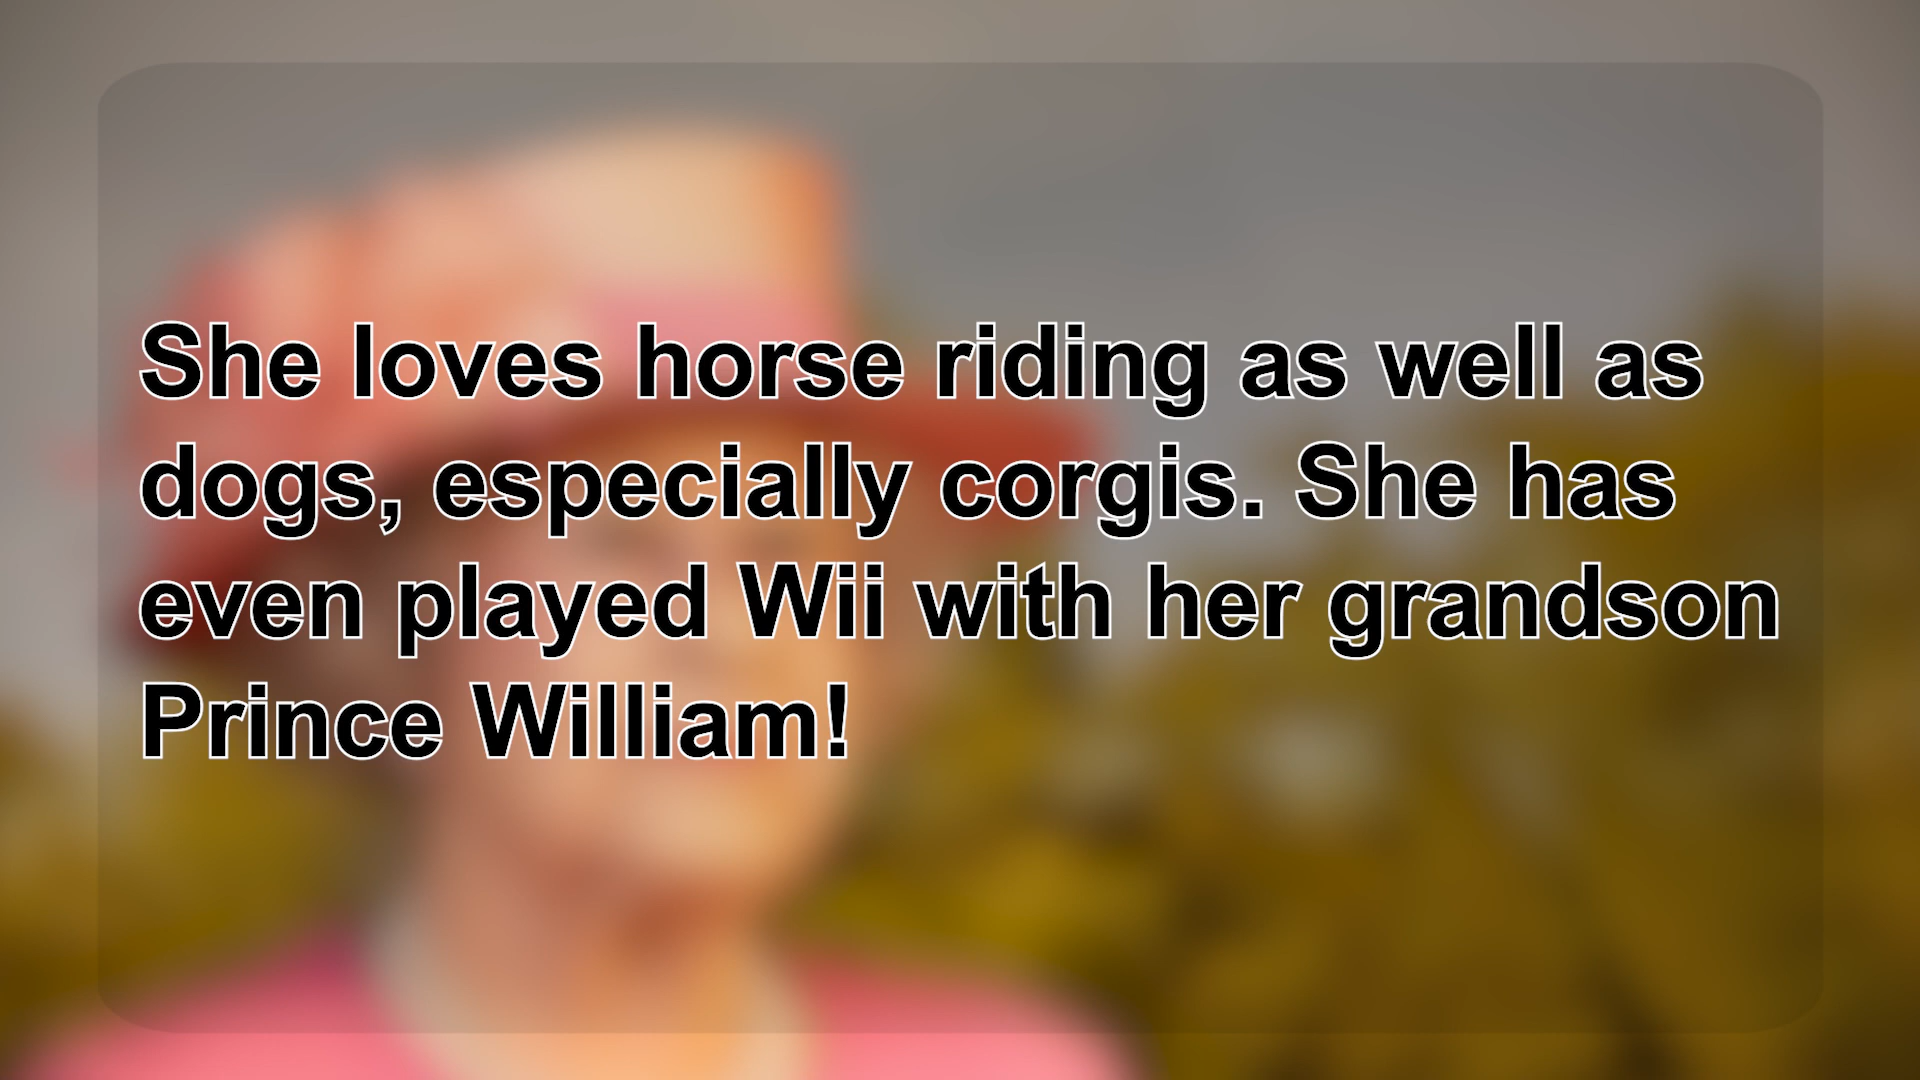 She loves horse riding as well as
dogs, especially corgis. She has
even played Wii with her grandson
Prince William!